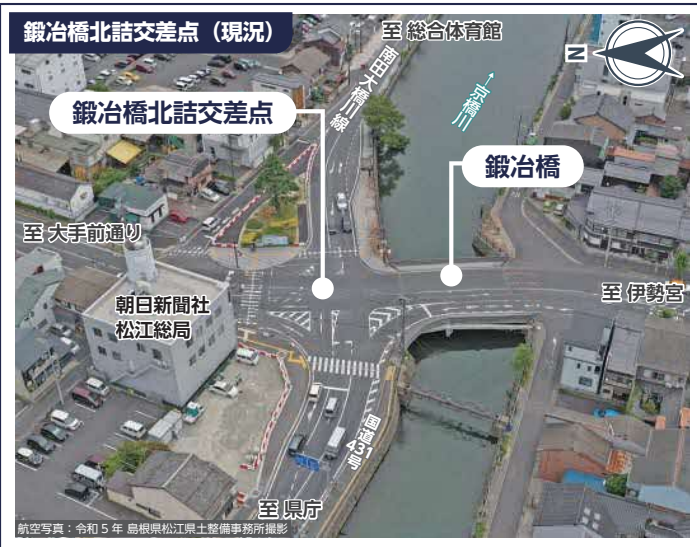 鍛冶橋北詰交差点（現況）
至 総合体育館
N
南田大橋川線
→京橋川
鍛冶橋北詰交差点
鍛冶橋
至 大手前通り
朝日新聞社
松江総局
至 伊勢宮
国道431号
至 県庁
航空写真：令和５年 島根県松江県土整備事務所撮影